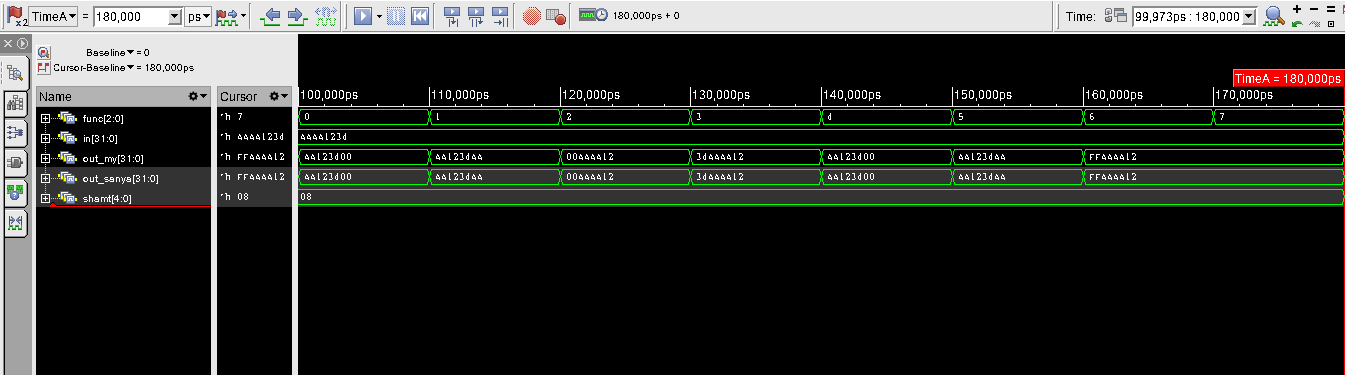 x2 TimeA = 180,000 ps 180,000ps + 0 Time: 99,973ps : 180,000
Baseline = 0
Cursor-Baseline = 180,000ps
TimeA = 180,000ps
Name Cursor 100,000ps 110,000ps 120,000ps 130,000ps 140,000ps 150,000ps 160,000ps 170,000ps
func[2:0] 'h 7 0 1 2 3 d 5 6 7
in[31:0] 'h AAAA123d AAAA123d
out_my[31:0] 'h FFAAAA12 AA123d00 AA123dAA 00AAAA12 3dAAAA12 AA123d00 AA123dAA FFAAAA12
out_sanya[31:0] 'h FFAAAA12 AA123d00 AA123dAA 00AAAA12 3dAAAA12 AA123d00 AA123dAA FFAAAA12
shamt[4:0] 'h 08 08